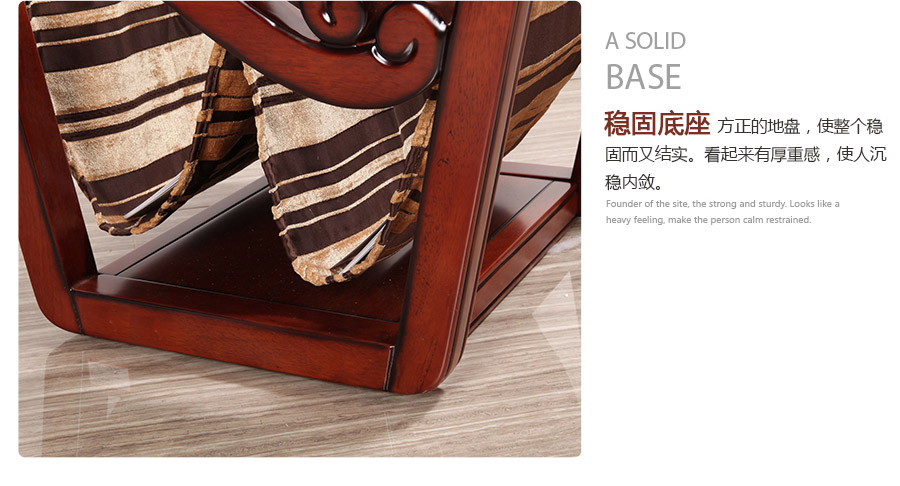 A SOLID
BASE
稳固底座 方正的地盘，使整个稳
固而又结实。看起来有厚重感，使人沉
稳内敛。
Founder of the site, the strong and sturdy. Looks like a
heavy feeling, make the person calm restrained.